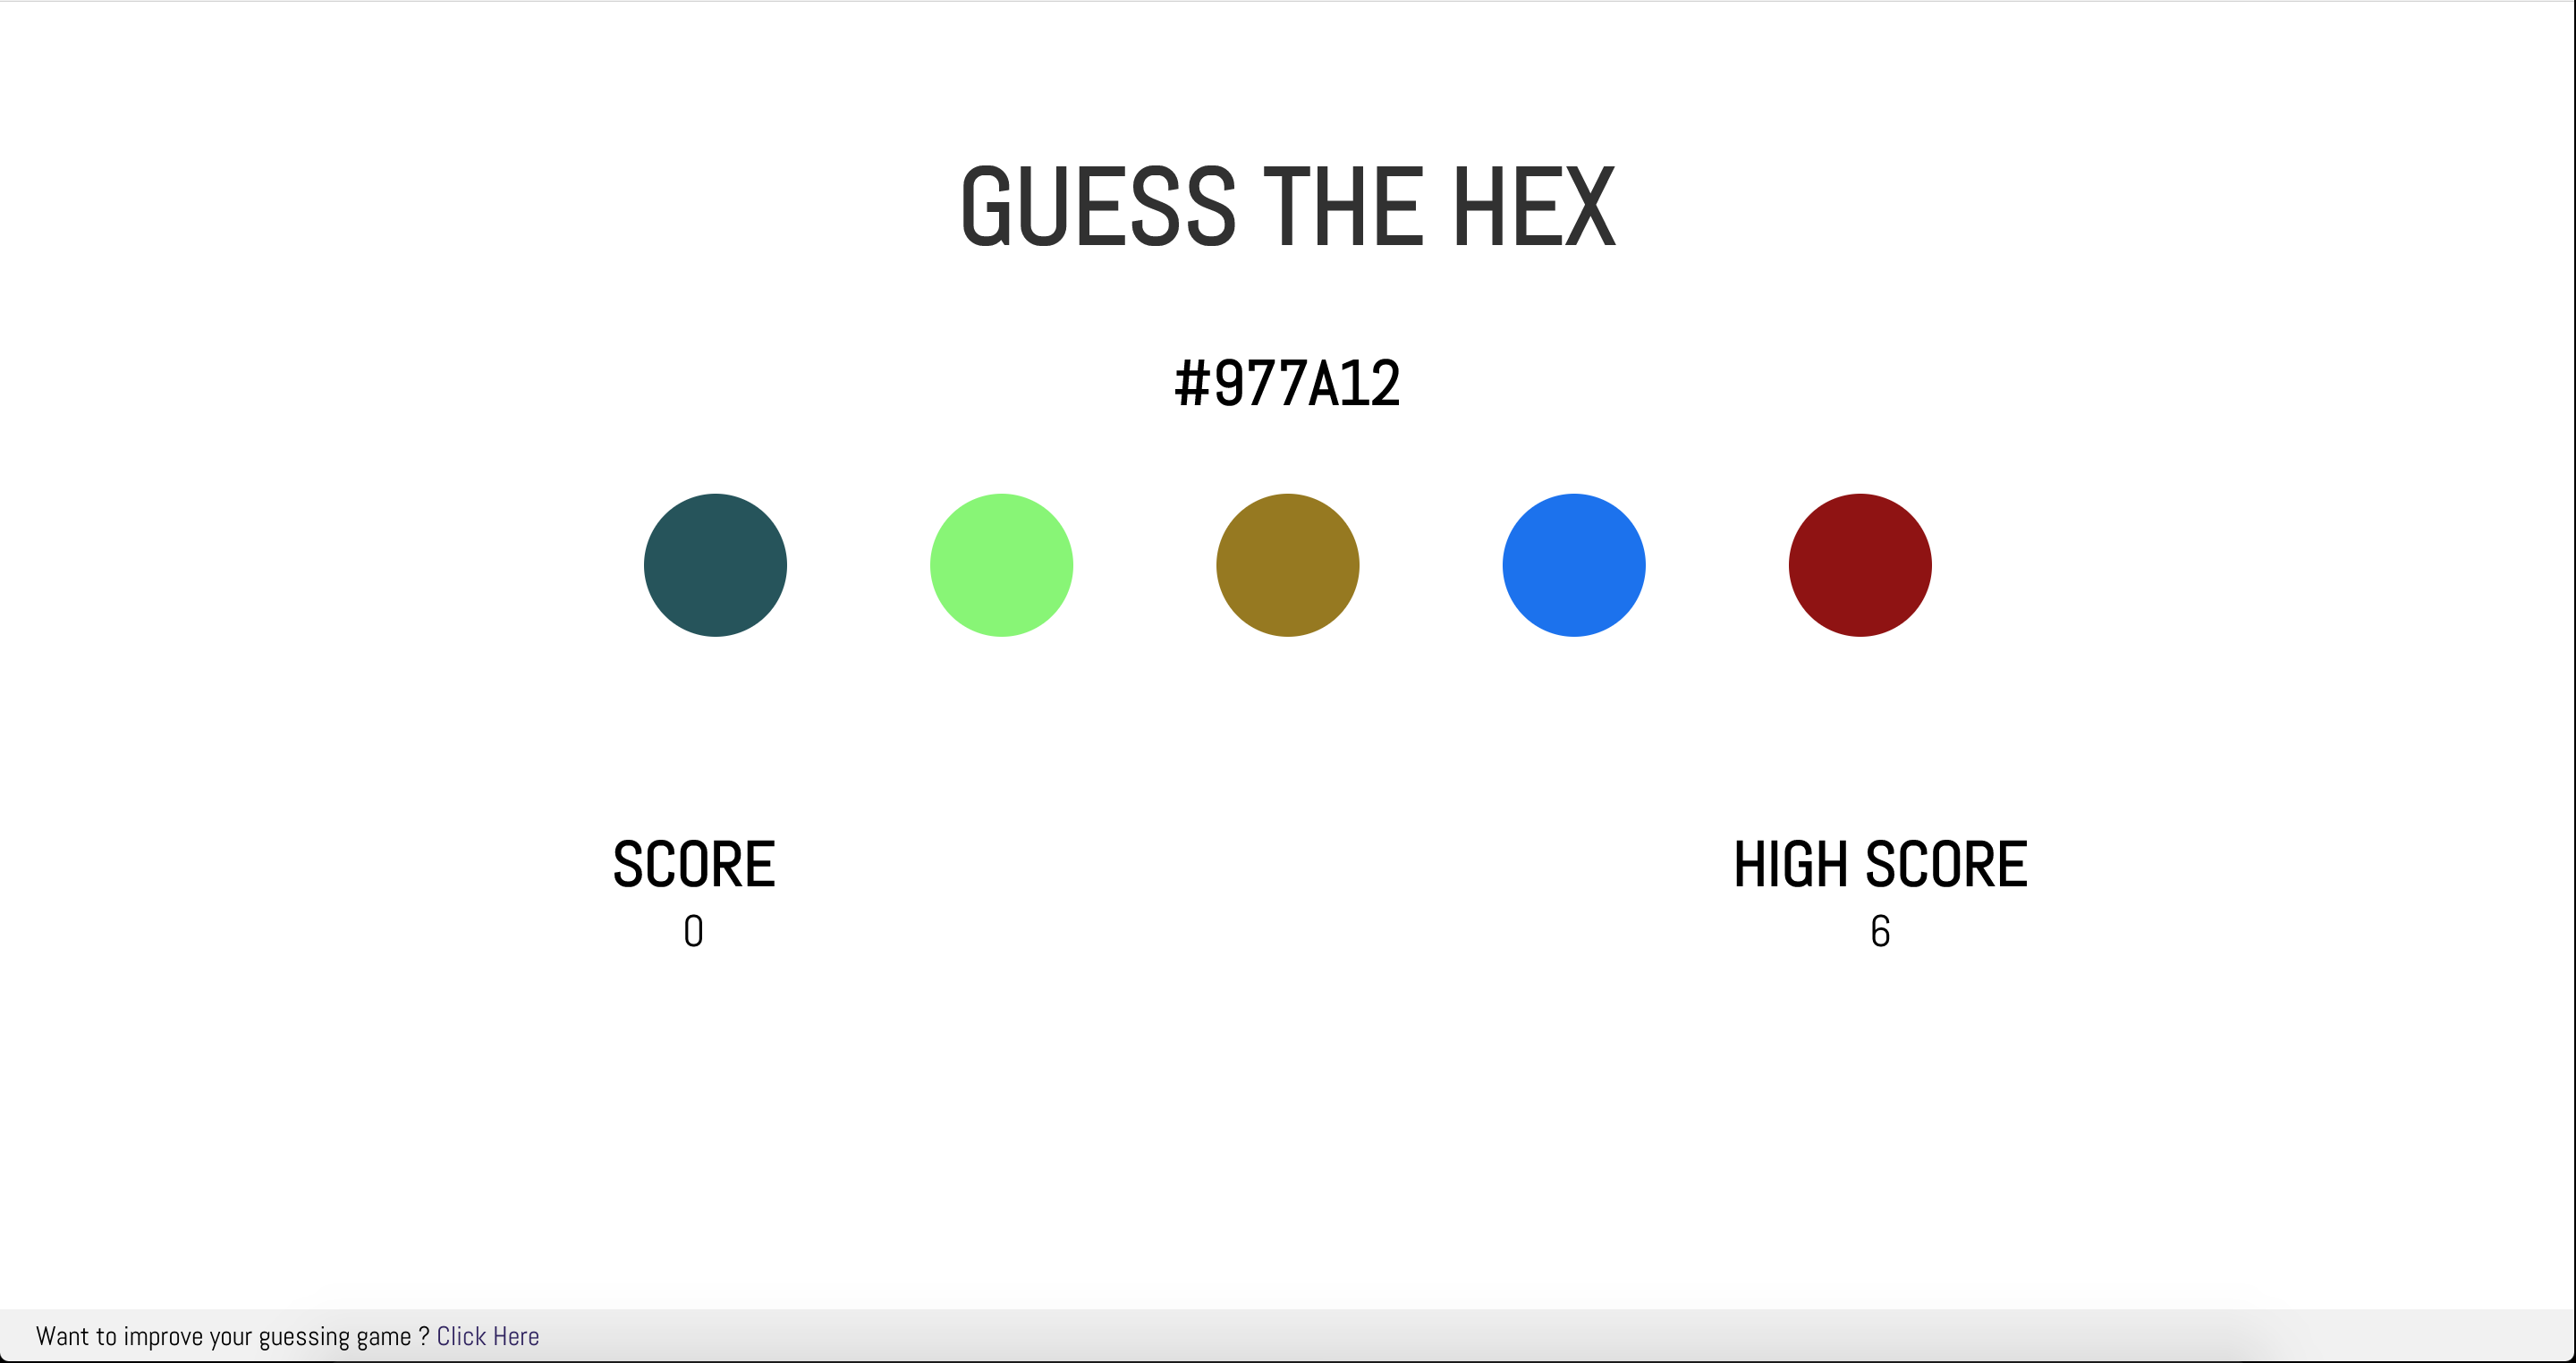 GUESS THE HEX
#977A12
SCORE
0
HIGH SCORE
6
Want to improve your guessing game ? Click Here